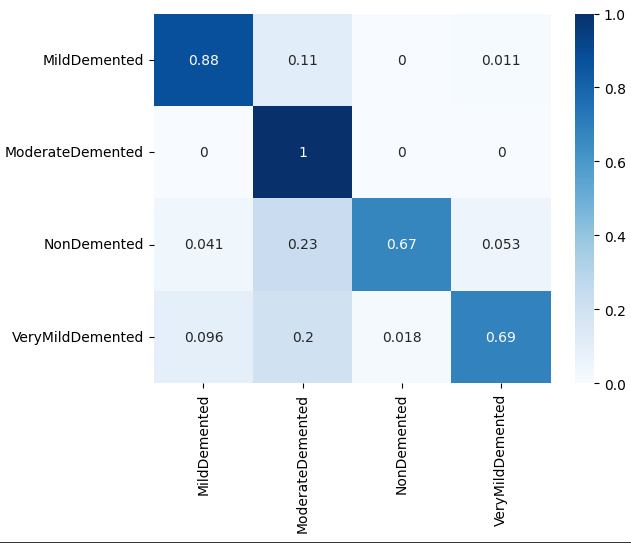 1.0
MildDemented 0.88 0.11 0 0.011
0.8
ModerateDemented 0 1 0 0
0.6
0.4
NonDemented 0.041 0.23 0.67 0.053
0.2
VeryMildDemented 0.096 0.2 0.018 0.69
0.0
MildDemented
ModerateDemented
NonDemented
VeryMildDemented